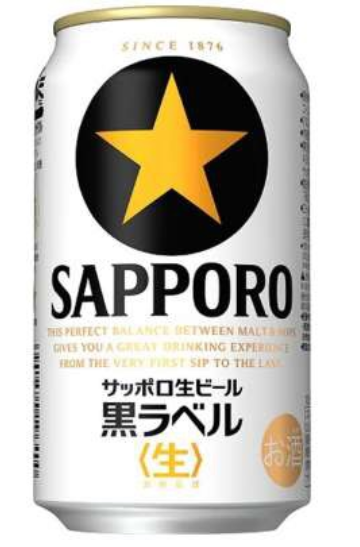 SINCE 1876
SAPPORO
THIS PERFECT BALANCE BETWEEN MALT & HOPS
GIVES YOU A GREAT DRINKING EXPERIENCE
FROM THE VERY FIRST SIP TO THE LAST
サッポロ生ビール
黒ラベル
〈生〉
お酒